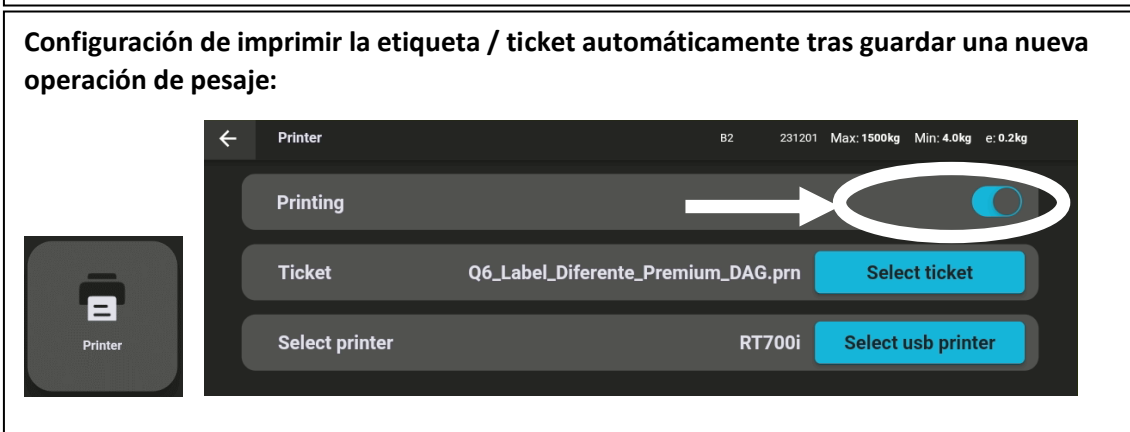 Configuración de imprimir la etiqueta / ticket automáticamente tras guardar una nueva
operación de pesaje:
Printer B2 231201 Max: 1500kg Min: 4.0kg e: 0.2kg
Printing
Ticket Q6_Label_Diferente_Premium_DAG.prn Select ticket
Select printer RT700i Select usb printer
Printer